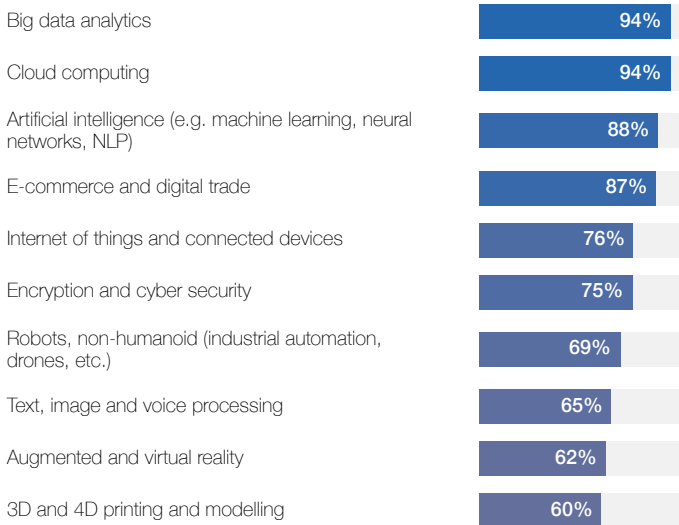 Big data analytics 94%
Cloud computing 94%
Artificial intelligence (e.g. machine learning, neural
networks, NLP) 88%
E-commerce and digital trade 87%
Internet of things and connected devices 76%
Encryption and cyber security 75%
Robots, non-humanoid (industrial automation,
drones, etc.) 69%
Text, image and voice processing 65%
Augmented and virtual reality 62%
3D and 4D printing and modelling 60%